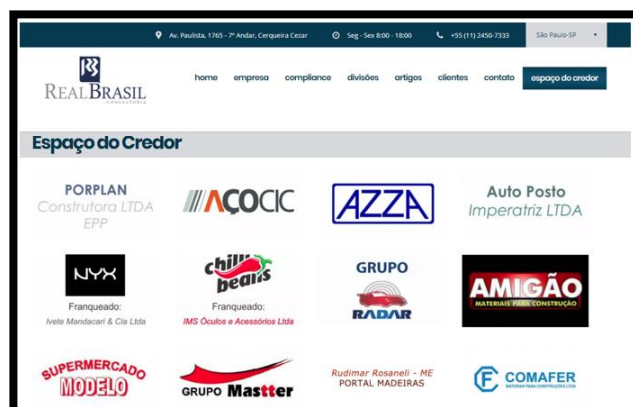 Av. Paulista, 1765 - 7º Andar, Cerqueira Cezar Seg - Sex 8:00 - 18:00 +55 (11) 2450-7333 São Paulo-SP
REAL BRASIL
CONSULTORIA
home empresa compliance divisões artigos clientes contato espaço do credor
Espaço do Credor
PORPLAN
Construtora LTDA
EPP
AÇOCIC
AZZA
Auto Posto
Imperatriz LTDA
NYX
Franqueado:
Ivete Mandacari & Cia Ltda
chilli
beans
Franqueado:
IMS Óculos e Acessórios Ltda
GRUPO
RADAR
AMIGÃO
MATERIAIS PARA CONSTRUÇÃO
SUPERMERCADO
MODELO
GRUPO Mastter
Rudimar Rosaneli - ME
PORTAL MADEIRAS
COMAFER
MATERIAIS PARA CONSTRUÇÕES LTDA